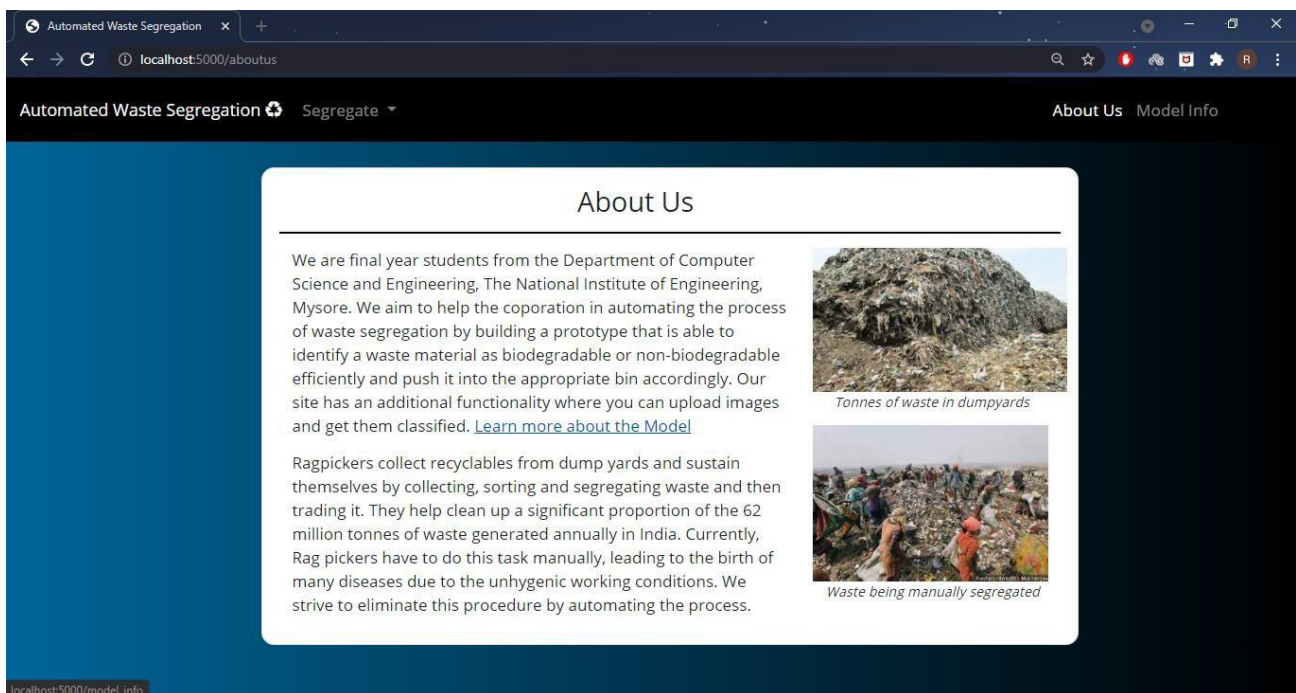 Automated Waste Segregation
localhost:5000/aboutus
R
Automated Waste Segregation Segregate
About Us Model Info
About Us
We are final year students from the Department of Computer
Science and Engineering, The National Institute of Engineering,
Mysore. We aim to help the coporation in automating the process
of waste segregation by building a prototype that is able to
identify a waste material as biodegradable or non-biodegradable
efficiently and push it into the appropriate bin accordingly. Our
site has an additional functionality where you can upload images
and get them classified. Learn more about the Model
Ragpickers collect recyclables from dump yards and sustain
themselves by collecting, sorting and segregating waste and then
trading it. They help clean up a significant proportion of the 62
million tonnes of waste generated annually in India. Currently,
Rag pickers have to do this task manually, leading to the birth of
many diseases due to the unhygenic working conditions. We
strive to eliminate this procedure by automating the process.
Tonnes of waste in dumpyards
Waste being manually segregated
localhost:5000/model_info